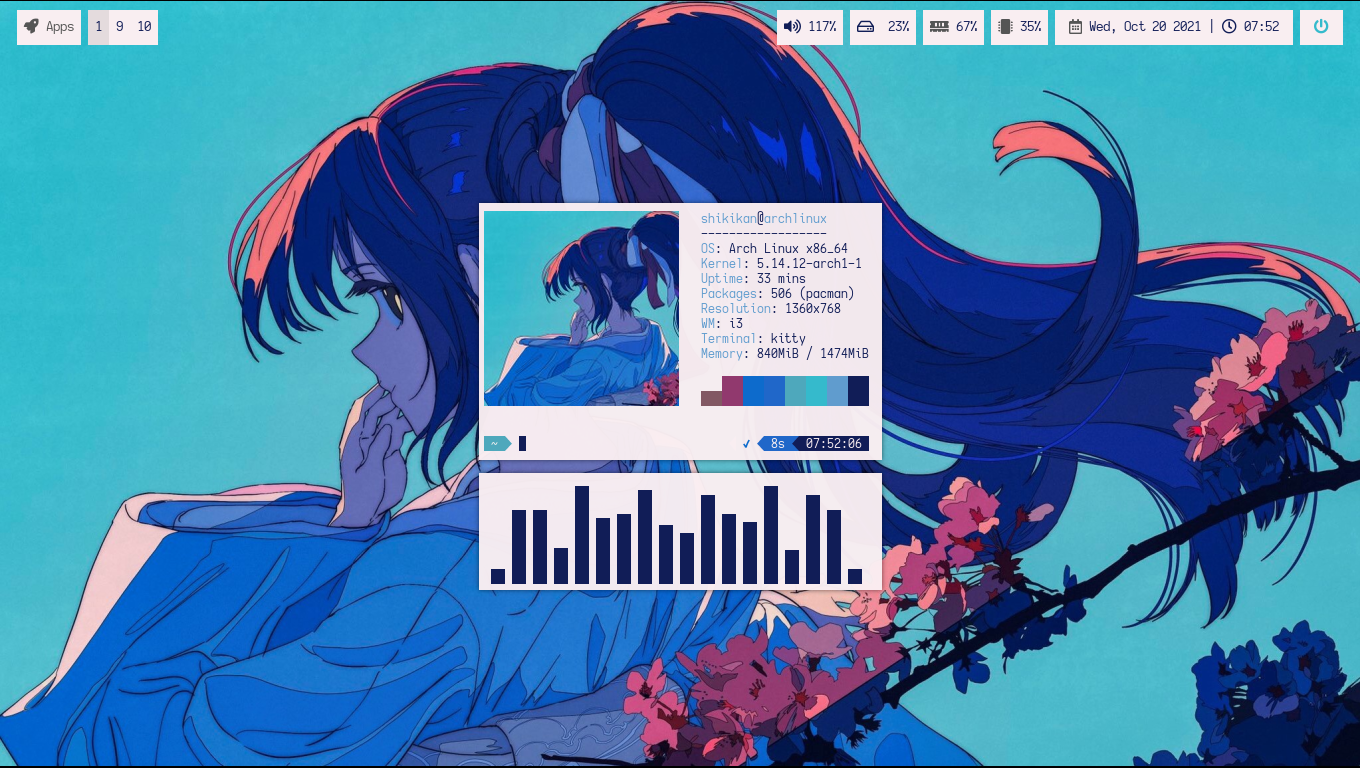 Apps 1 9 10 117% 23% 67% 35% Wed, Oct 20 2021 | 07:52
shikikan@archlinux
------------------
OS: Arch Linux x86_64
Kernel: 5.14.12-arch1-1
Uptime: 33 mins
Packages: 506 (pacman)
Resolution: 1360x768
WM: i3
Terminal: kitty
Memory: 840MiB / 1474MiB
~ ✔ 8s 07:52:06